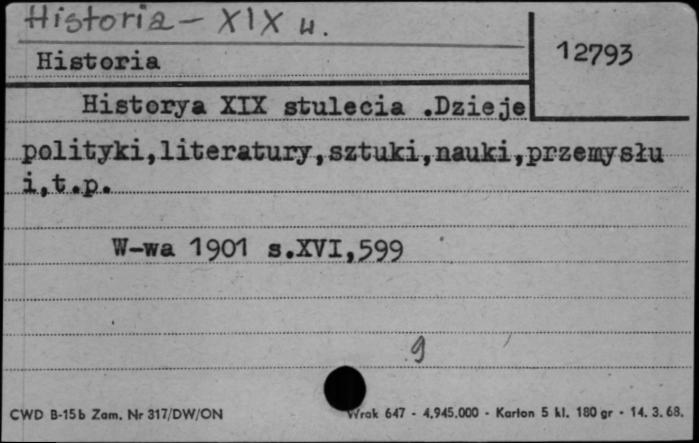 Historia - XIX w.
Historia
12793
Historya XIX stulecia .Dzieje
polityki,literatury,sztuki,nauki,przemysłu
i,t.p.
W-wa 1901 s.XVI,599
9
CWD B-15b Zam. Nr 317/DW/ON
Wrak 647 - 4.945.000 - Karton 5 kl. 180 gr - 14. 3. 68.